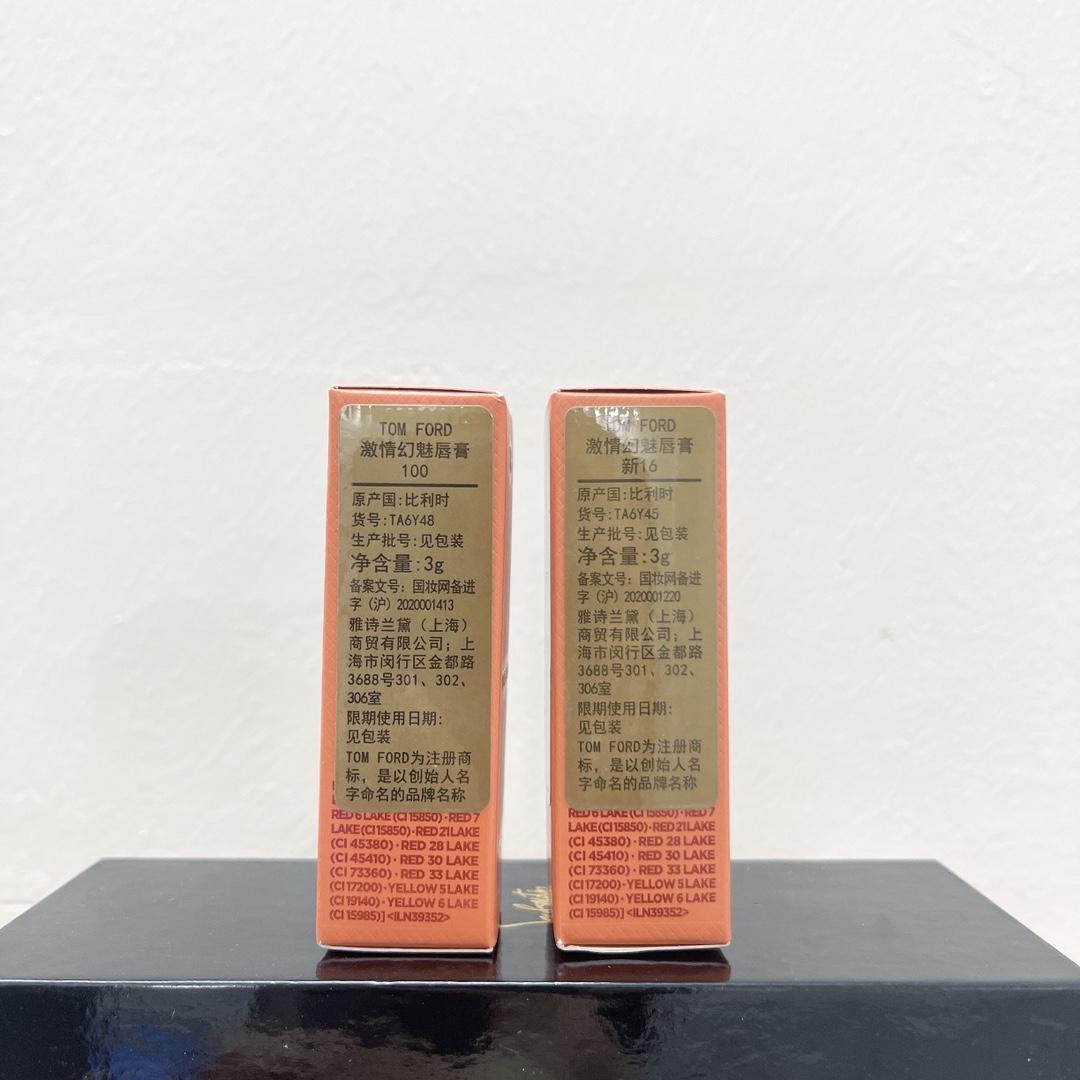 TOM FORD
激情幻魅唇膏
100
原产国:比利时
货号:TA6Y48
生产批号:见包装
净含量:3g
备案文号: 国妆网备进
字(沪) 2020001413
雅诗兰黛（上海）
商贸有限公司; 上
海市闵行区金都路
3688号301、302、
306室
限期使用日期:
见包装
TOM FORD为注册商
标, 是以创始人名
字命名的品牌名称
RED 6 LAKE (CI 15850) · RED 7
LAKE (CI 15850) · RED 21 LAKE
(CI 45380) · RED 28 LAKE
(CI 45410) · RED 30 LAKE
(CI 73360) · RED 33 LAKE
(CI 17200) · YELLOW 5 LAKE
(CI 19140) · YELLOW 6 LAKE
(CI 15985)] <ILN39352>
TOM FORD
激情幻魅唇膏
新16
原产国:比利时
货号:TA6Y45
生产批号:见包装
净含量:3g
备案文号: 国妆网备进
字(沪) 2020001220
雅诗兰黛（上海）
商贸有限公司; 上
海市闵行区金都路
3688号301、302、
306室
限期使用日期:
见包装
TOM FORD为注册商
标, 是以创始人名
字命名的品牌名称
RED 6 LAKE (CI 15850) · RED 7
LAKE (CI 15850) · RED 21 LAKE
(CI 45380) · RED 28 LAKE
(CI 45410) · RED 30 LAKE
(CI 73360) · RED 33 LAKE
(CI 17200) · YELLOW 5 LAKE
(CI 19140) · YELLOW 6 LAKE
(CI 15985)] <ILN39352>